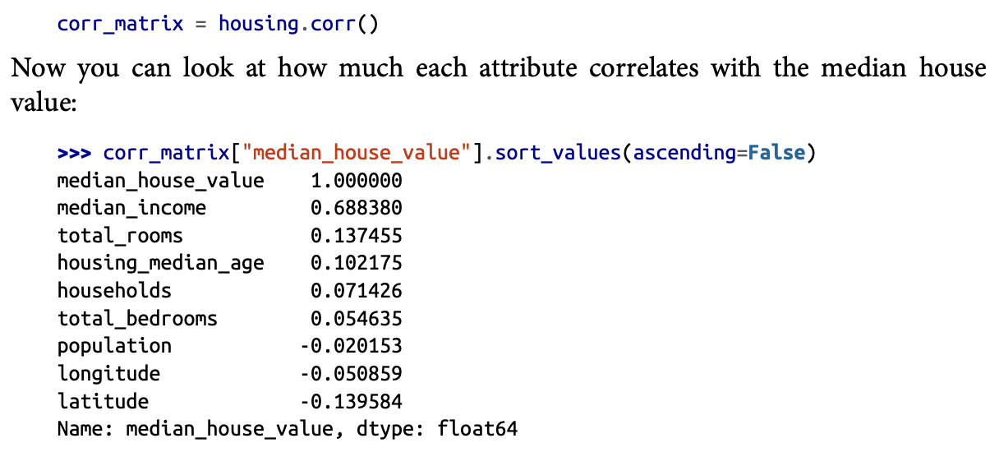 corr_matrix = housing.corr()
Now you can look at how much each attribute correlates with the median house
value:
>>> corr_matrix["median_house_value"].sort_values(ascending=False)
median_house_value    1.000000
median_income         0.688380
total_rooms           0.137455
housing_median_age    0.102175
households            0.071426
total_bedrooms        0.054635
population           -0.020153
longitude            -0.050859
latitude             -0.139584
Name: median_house_value, dtype: float64